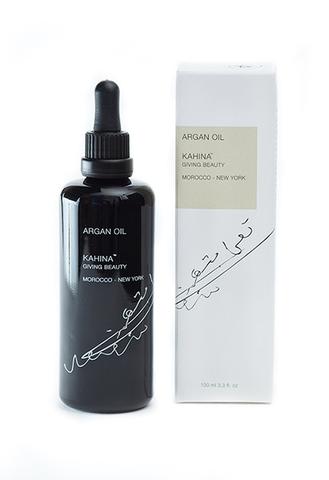 ARGAN OIL
KAHINA™
GIVING BEAUTY
MOROCCO - NEW YORK
ARGAN OIL
KAHINA™
GIVING BEAUTY
MOROCCO - NEW YORK
100 ml 3.3 fl. oz